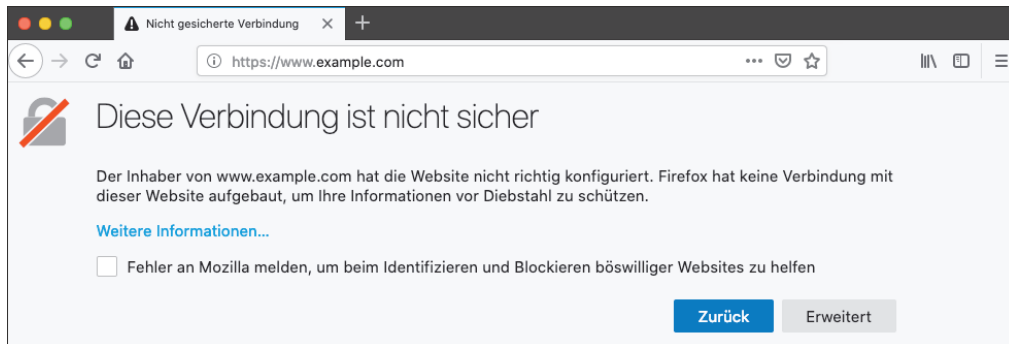 Nicht gesicherte Verbindung
https://www.example.com
Diese Verbindung ist nicht sicher
Der Inhaber von www.example.com hat die Website nicht richtig konfiguriert. Firefox hat keine Verbindung mit
dieser Website aufgebaut, um Ihre Informationen vor Diebstahl zu schützen.
Weitere Informationen...
Fehler an Mozilla melden, um beim Identifizieren und Blockieren böswilliger Websites zu helfen
Zurück Erweitert